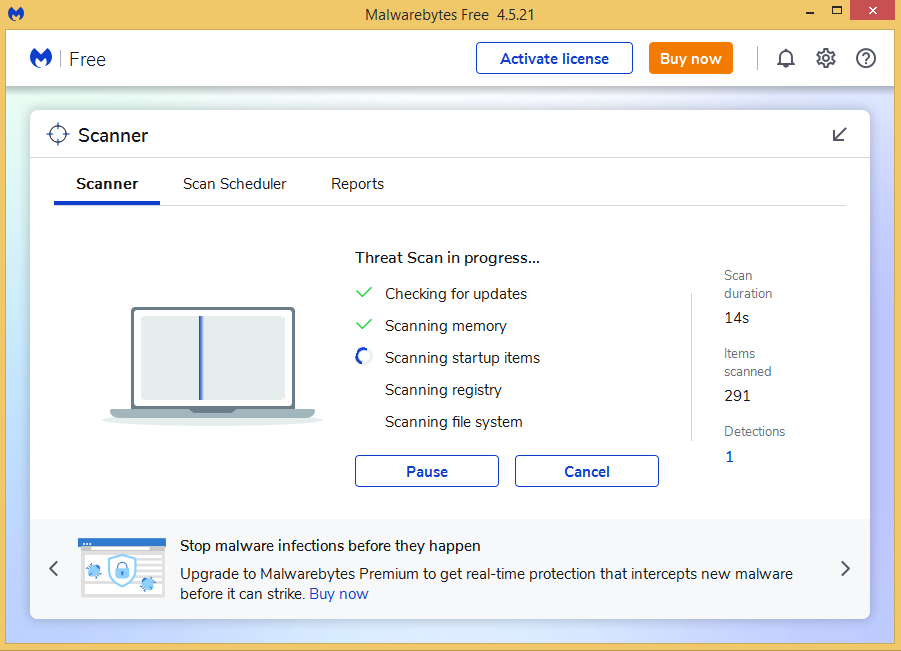 Malwarebytes Free 4.5.21
Free
Activate license
Buy now
Scanner
Scanner
Scan Scheduler
Reports
Threat Scan in progress...
Checking for updates
Scanning memory
Scanning startup items
Scanning registry
Scanning file system
Pause
Cancel
Scan
duration
14s
Items
scanned
291
Detections
1
Stop malware infections before they happen
Upgrade to Malwarebytes Premium to get real-time protection that intercepts new malware
before it can strike. Buy now